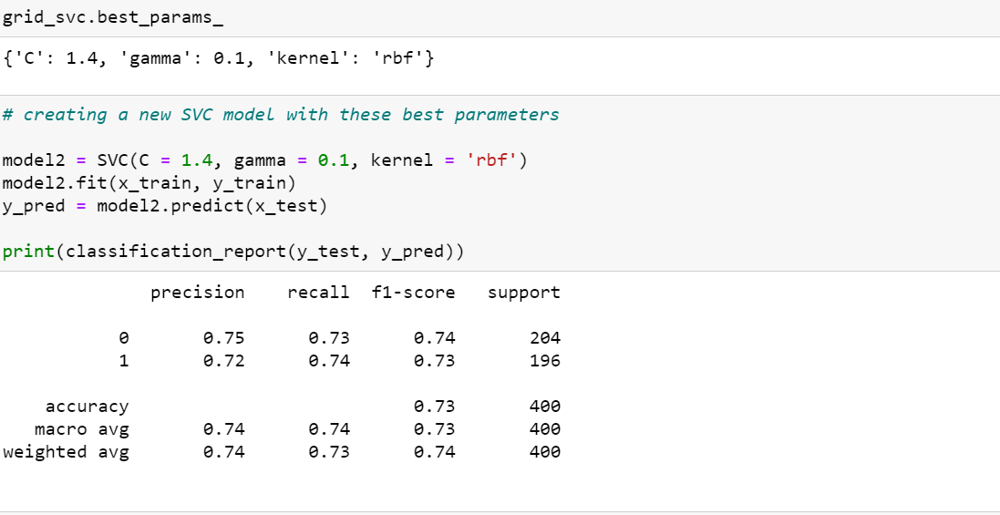 grid_svc.best_params_
{'C': 1.4, 'gamma': 0.1, 'kernel': 'rbf'}
# creating a new SVC model with these best parameters
model2 = SVC(C = 1.4, gamma = 0.1, kernel = 'rbf')
model2.fit(x_train, y_train)
y_pred = model2.predict(x_test)
print(classification_report(y_test, y_pred))
precision recall f1-score support
0 0.75 0.73 0.74 204
1 0.72 0.74 0.73 196
accuracy 0.73 400
macro avg 0.74 0.74 0.73 400
weighted avg 0.74 0.73 0.74 400